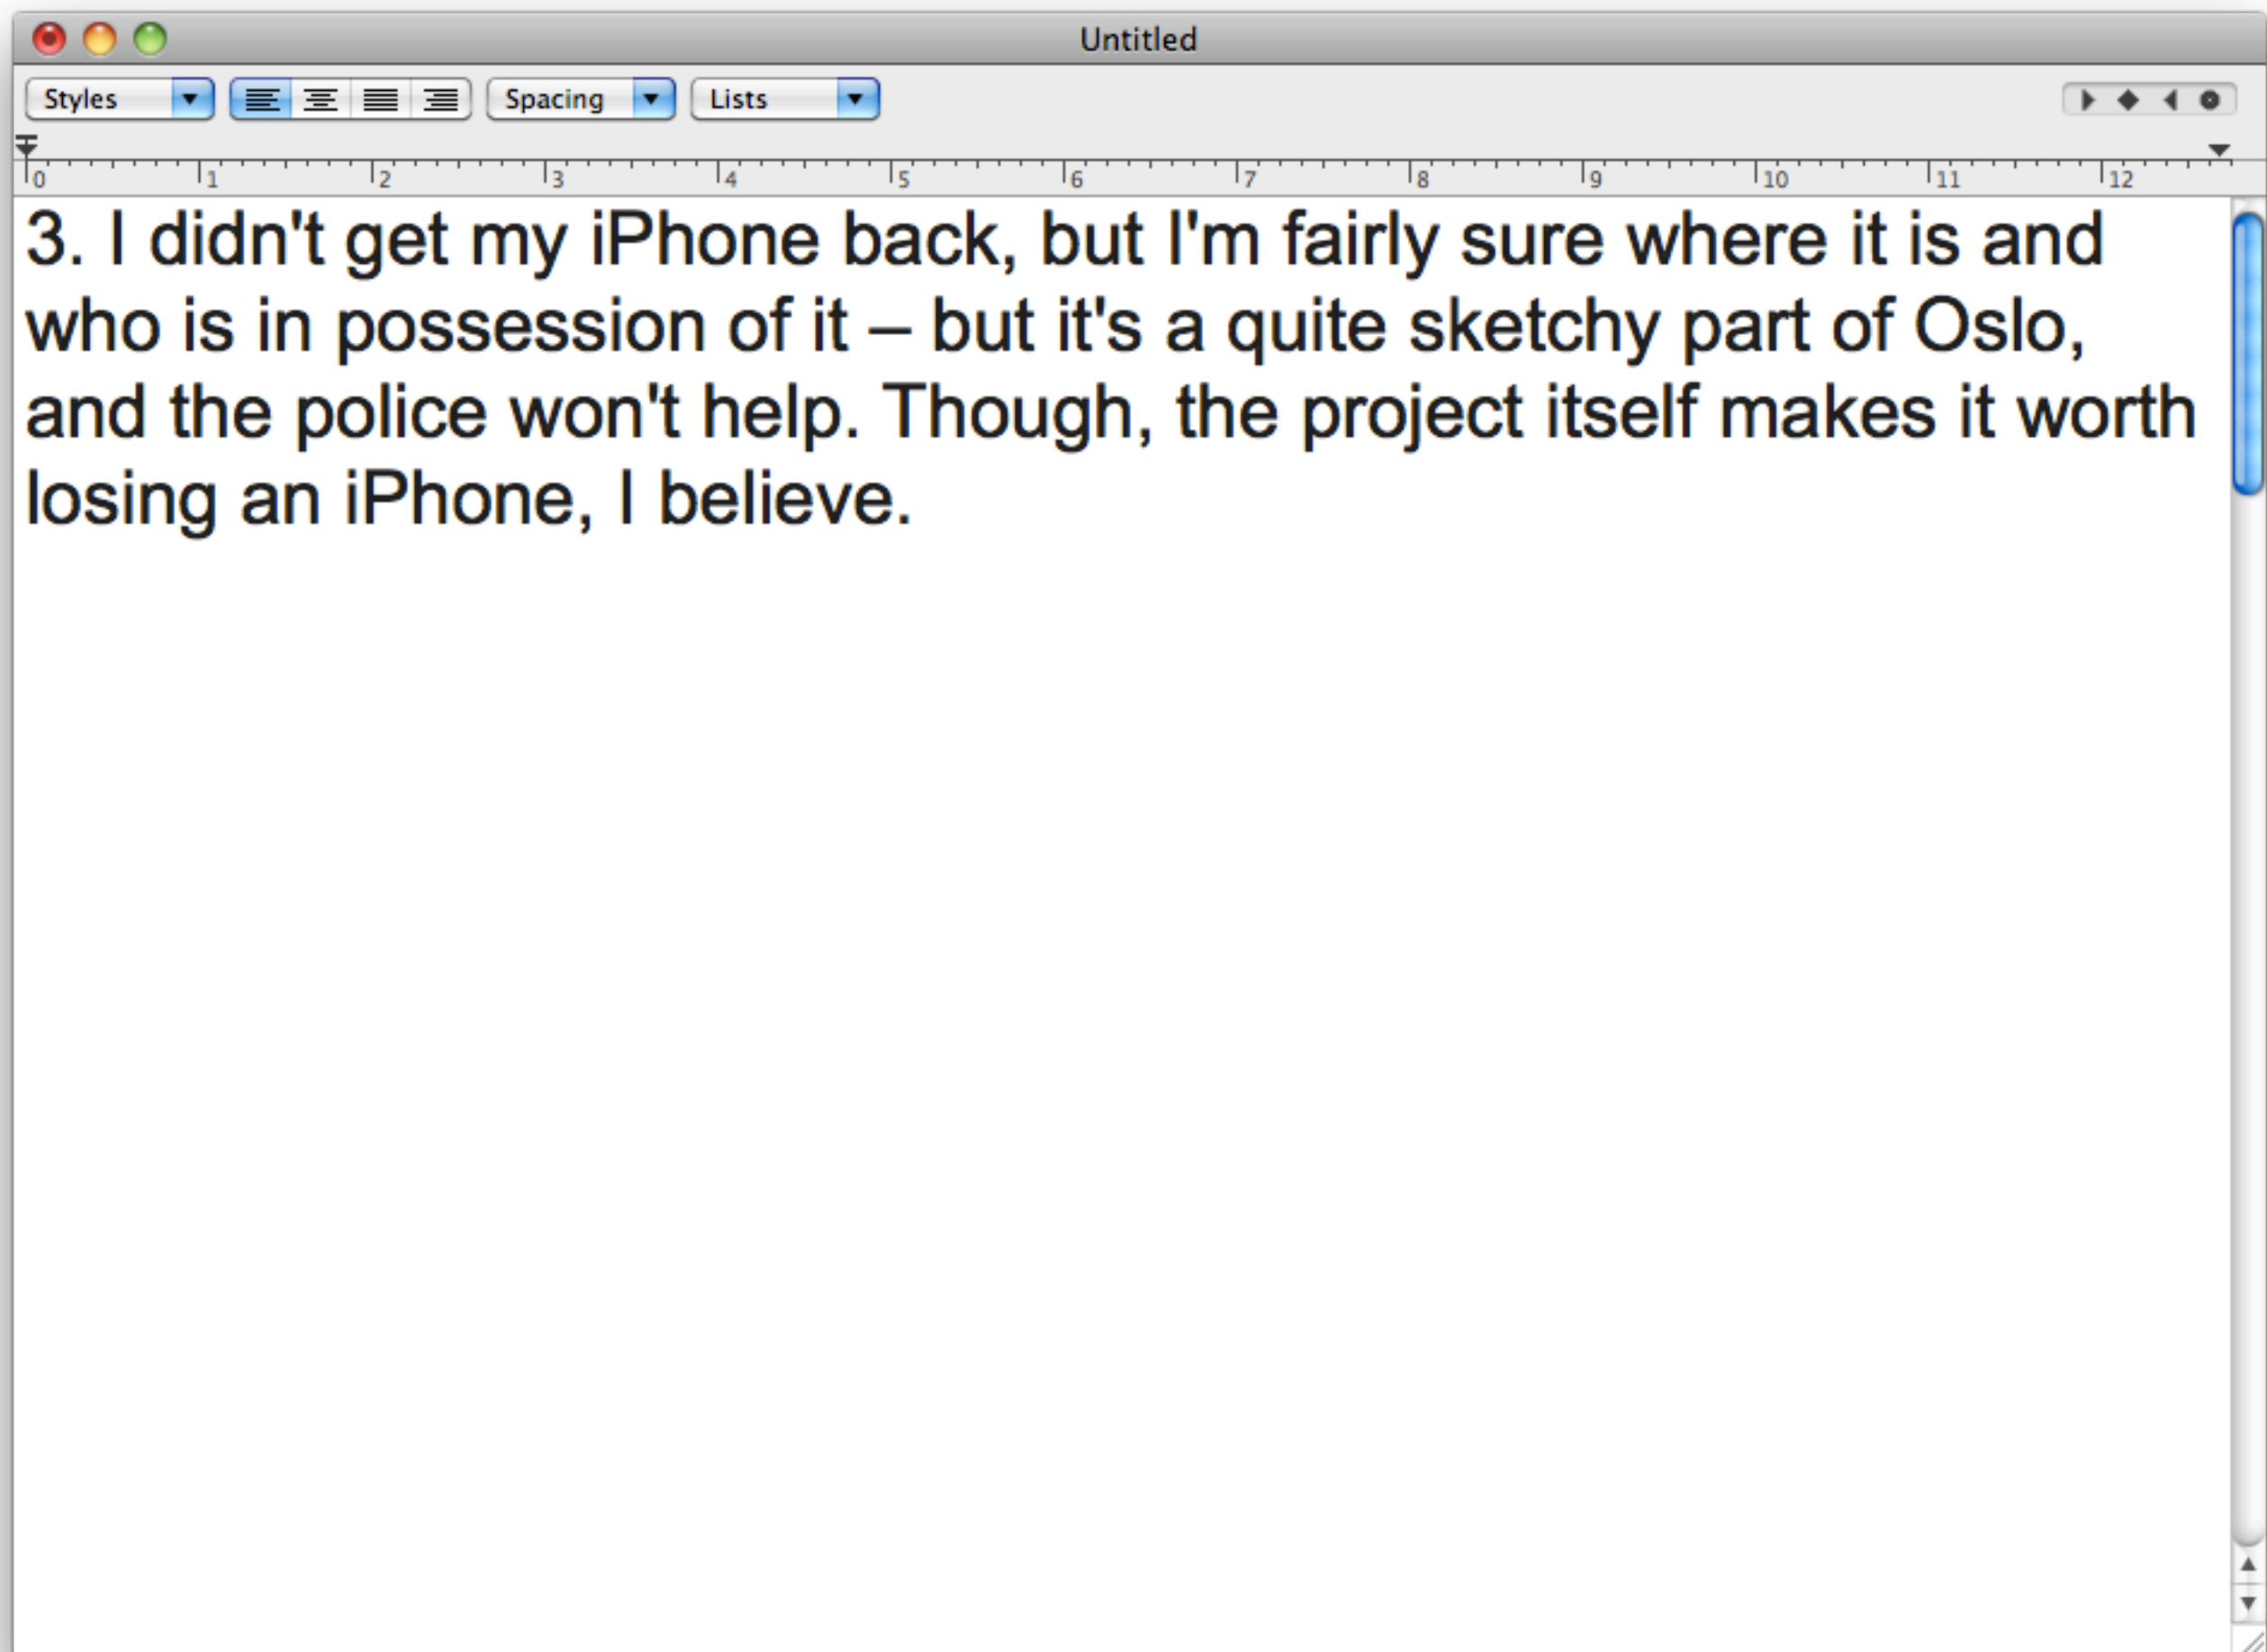 Untitled
Styles Spacing Lists
0 1 2 3 4 5 6 7 8 9 10 11 12
3. I didn't get my iPhone back, but I'm fairly sure where it is and
who is in possession of it – but it's a quite sketchy part of Oslo,
and the police won't help. Though, the project itself makes it worth
losing an iPhone, I believe.